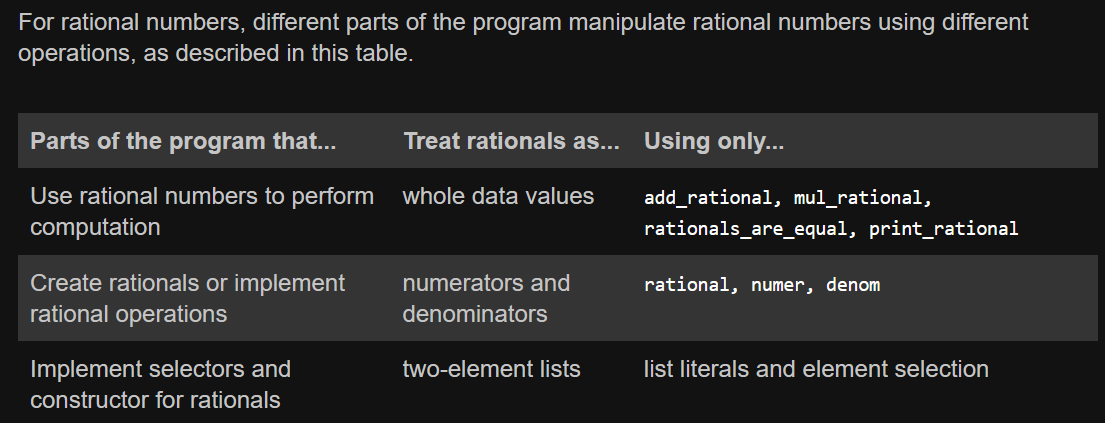 For rational numbers, different parts of the program manipulate rational numbers using different
operations, as described in this table.
Parts of the program that... Treat rationals as... Using only...
Use rational numbers to perform computation whole data values add_rational, mul_rational, rationals_are_equal, print_rational
Create rationals or implement rational operations numerators and denominators rational, numer, denom
Implement selectors and constructor for rationals two-element lists list literals and element selection